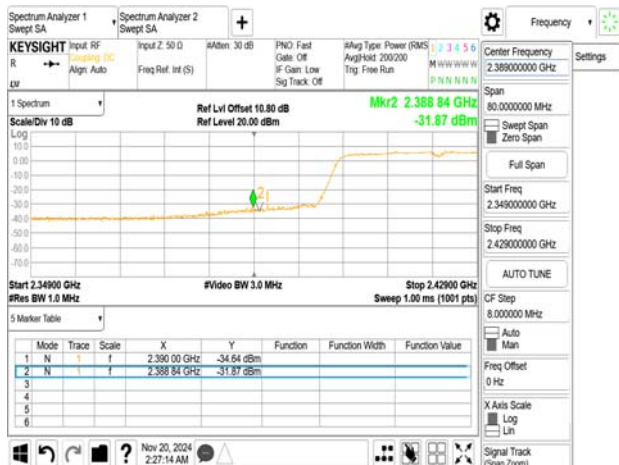 Spectrum Analyzer 1
Swept SA
Spectrum Analyzer 2
Swept SA
+
Frequency
KEYSIGHT
R
Input: RF
Coupling: DC
Align: Auto
Input Z: 50 Ω
Freq Ref: Int (S)
#Atten: 30 dB
PNO: Fast
Gate: Off
IF Gain: Low
Sig Track: Off
#Avg Type: Power (RMS
Avg|Hold: 200/200
Trig: Free Run
1 2 3 4 5 6
M W W W W W
P N N N N N
1 Spectrum
Scale/Div 10 dB
Ref Lvl Offset 10.80 dB
Ref Level 20.00 dBm
Mkr2 2.388 84 GHz
-31.87 dBm
Log
10.0
0.00
-10.0
-20.0
-30.0
-40.0
-50.0
-60.0
-70.0
2
1
Start 2.34900 GHz
#Res BW 1.0 MHz
#Video BW 3.0 MHz
Stop 2.42900 GHz
Sweep 1.00 ms (1001 pts)
5 Marker Table
Mode Trace Scale X Y Function Function Width Function Value
1 N 1 f 2.390 00 GHz -34.64 dBm
2 N 1 f 2.388 84 GHz -31.87 dBm
3
4
5
6
Nov 20, 2024
2:27:14 AM
?
Center Frequency
2.389000000 GHz
Settings
Span
80.0000000 MHz
Swept Span
Zero Span
Full Span
Start Freq
2.349000000 GHz
Stop Freq
2.429000000 GHz
AUTO TUNE
CF Step
8.000000 MHz
Auto
Man
Freq Offset
0 Hz
X Axis Scale
Log
Lin
Signal Track
(Span Zoom)